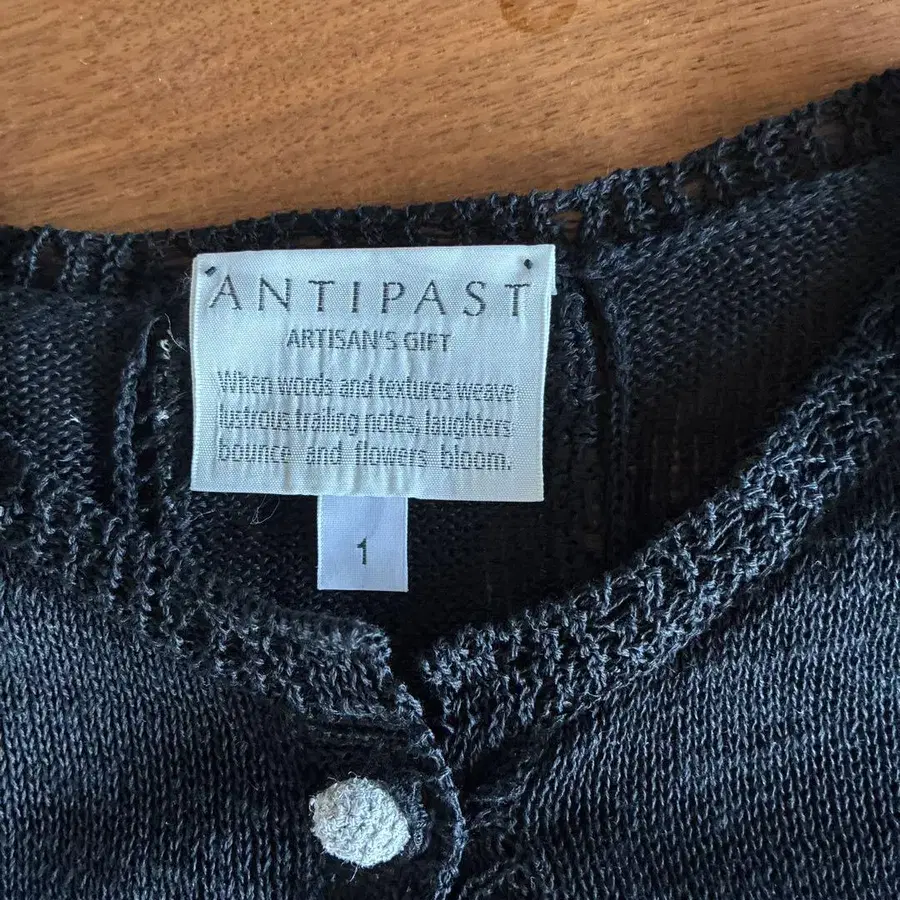 ANTIPAST
ARTISAN'S GIFT
When words and textures weave
lustrous trailing notes, laughters
bounce and flowers bloom.
1